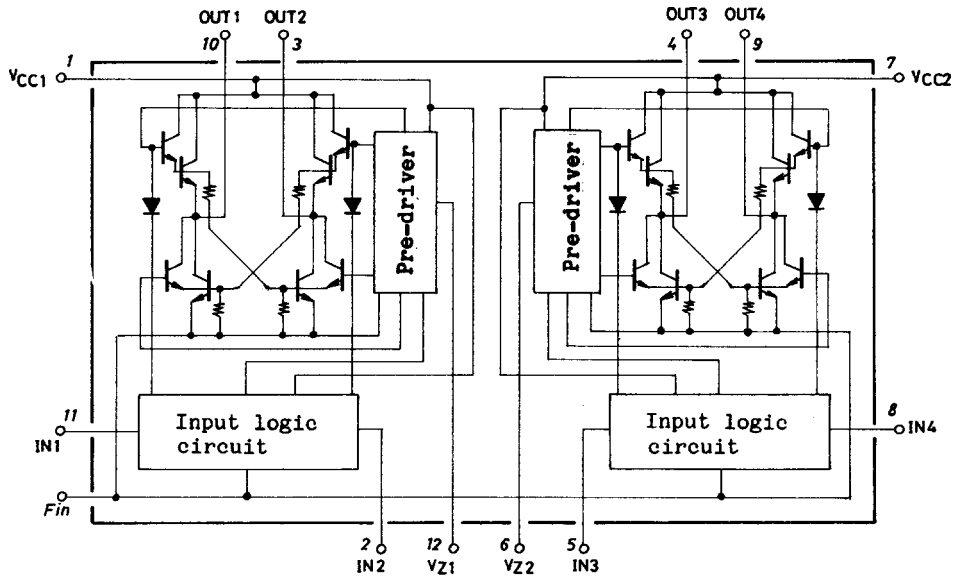 OUT1 OUT2 OUT3 OUT4
10 3 4 9
1 7
VCC1 VCC2
Pre-driver Pre-driver
11 Input logic circuit Input logic circuit 8
IN1 IN4
Fin
2 12 6 5
IN2 VZ1 VZ2 IN3